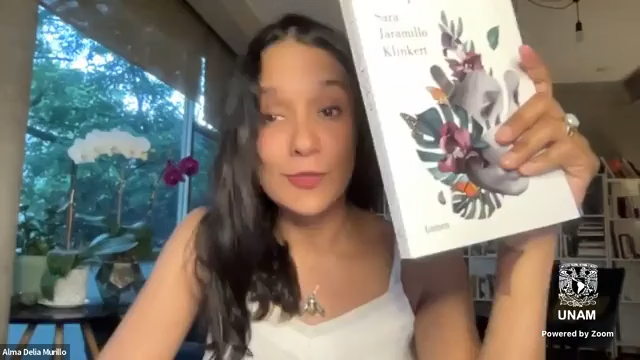 Sara
Jaramillo
Klinkert
Lumen
UNAM
Powered by Zoom
Alma Delia Murillo